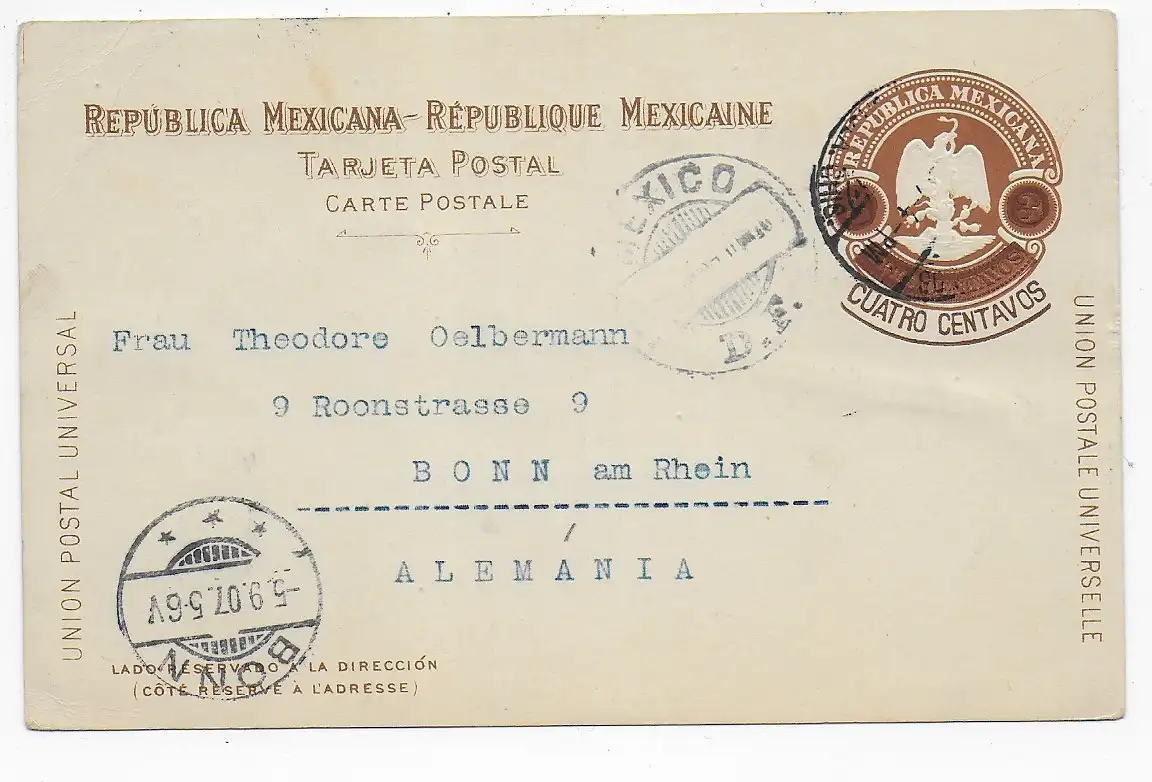 REPÚBLICA MEXICANA-RÉPUBLIQUE MEXICAINE
TARJETA POSTAL
CARTE POSTALE
REPUBLICA MEXICANA
CENTAVOS
CUATRO CENTAVOS
MEXICO
D.F.
Frau Theodore Oelbermann
9 Roonstrasse 9
BONN am Rhein
ALEMÁNIA
UNION POSTAL UNIVERSAL
UNION POSTALE UNIVERSELLE
BONN
-5.9.07.5-6V
LADO RESERVADO A LA DIRECCIÓN
(CÔTÉ RÉSERVÉ À L'ADRESSE)